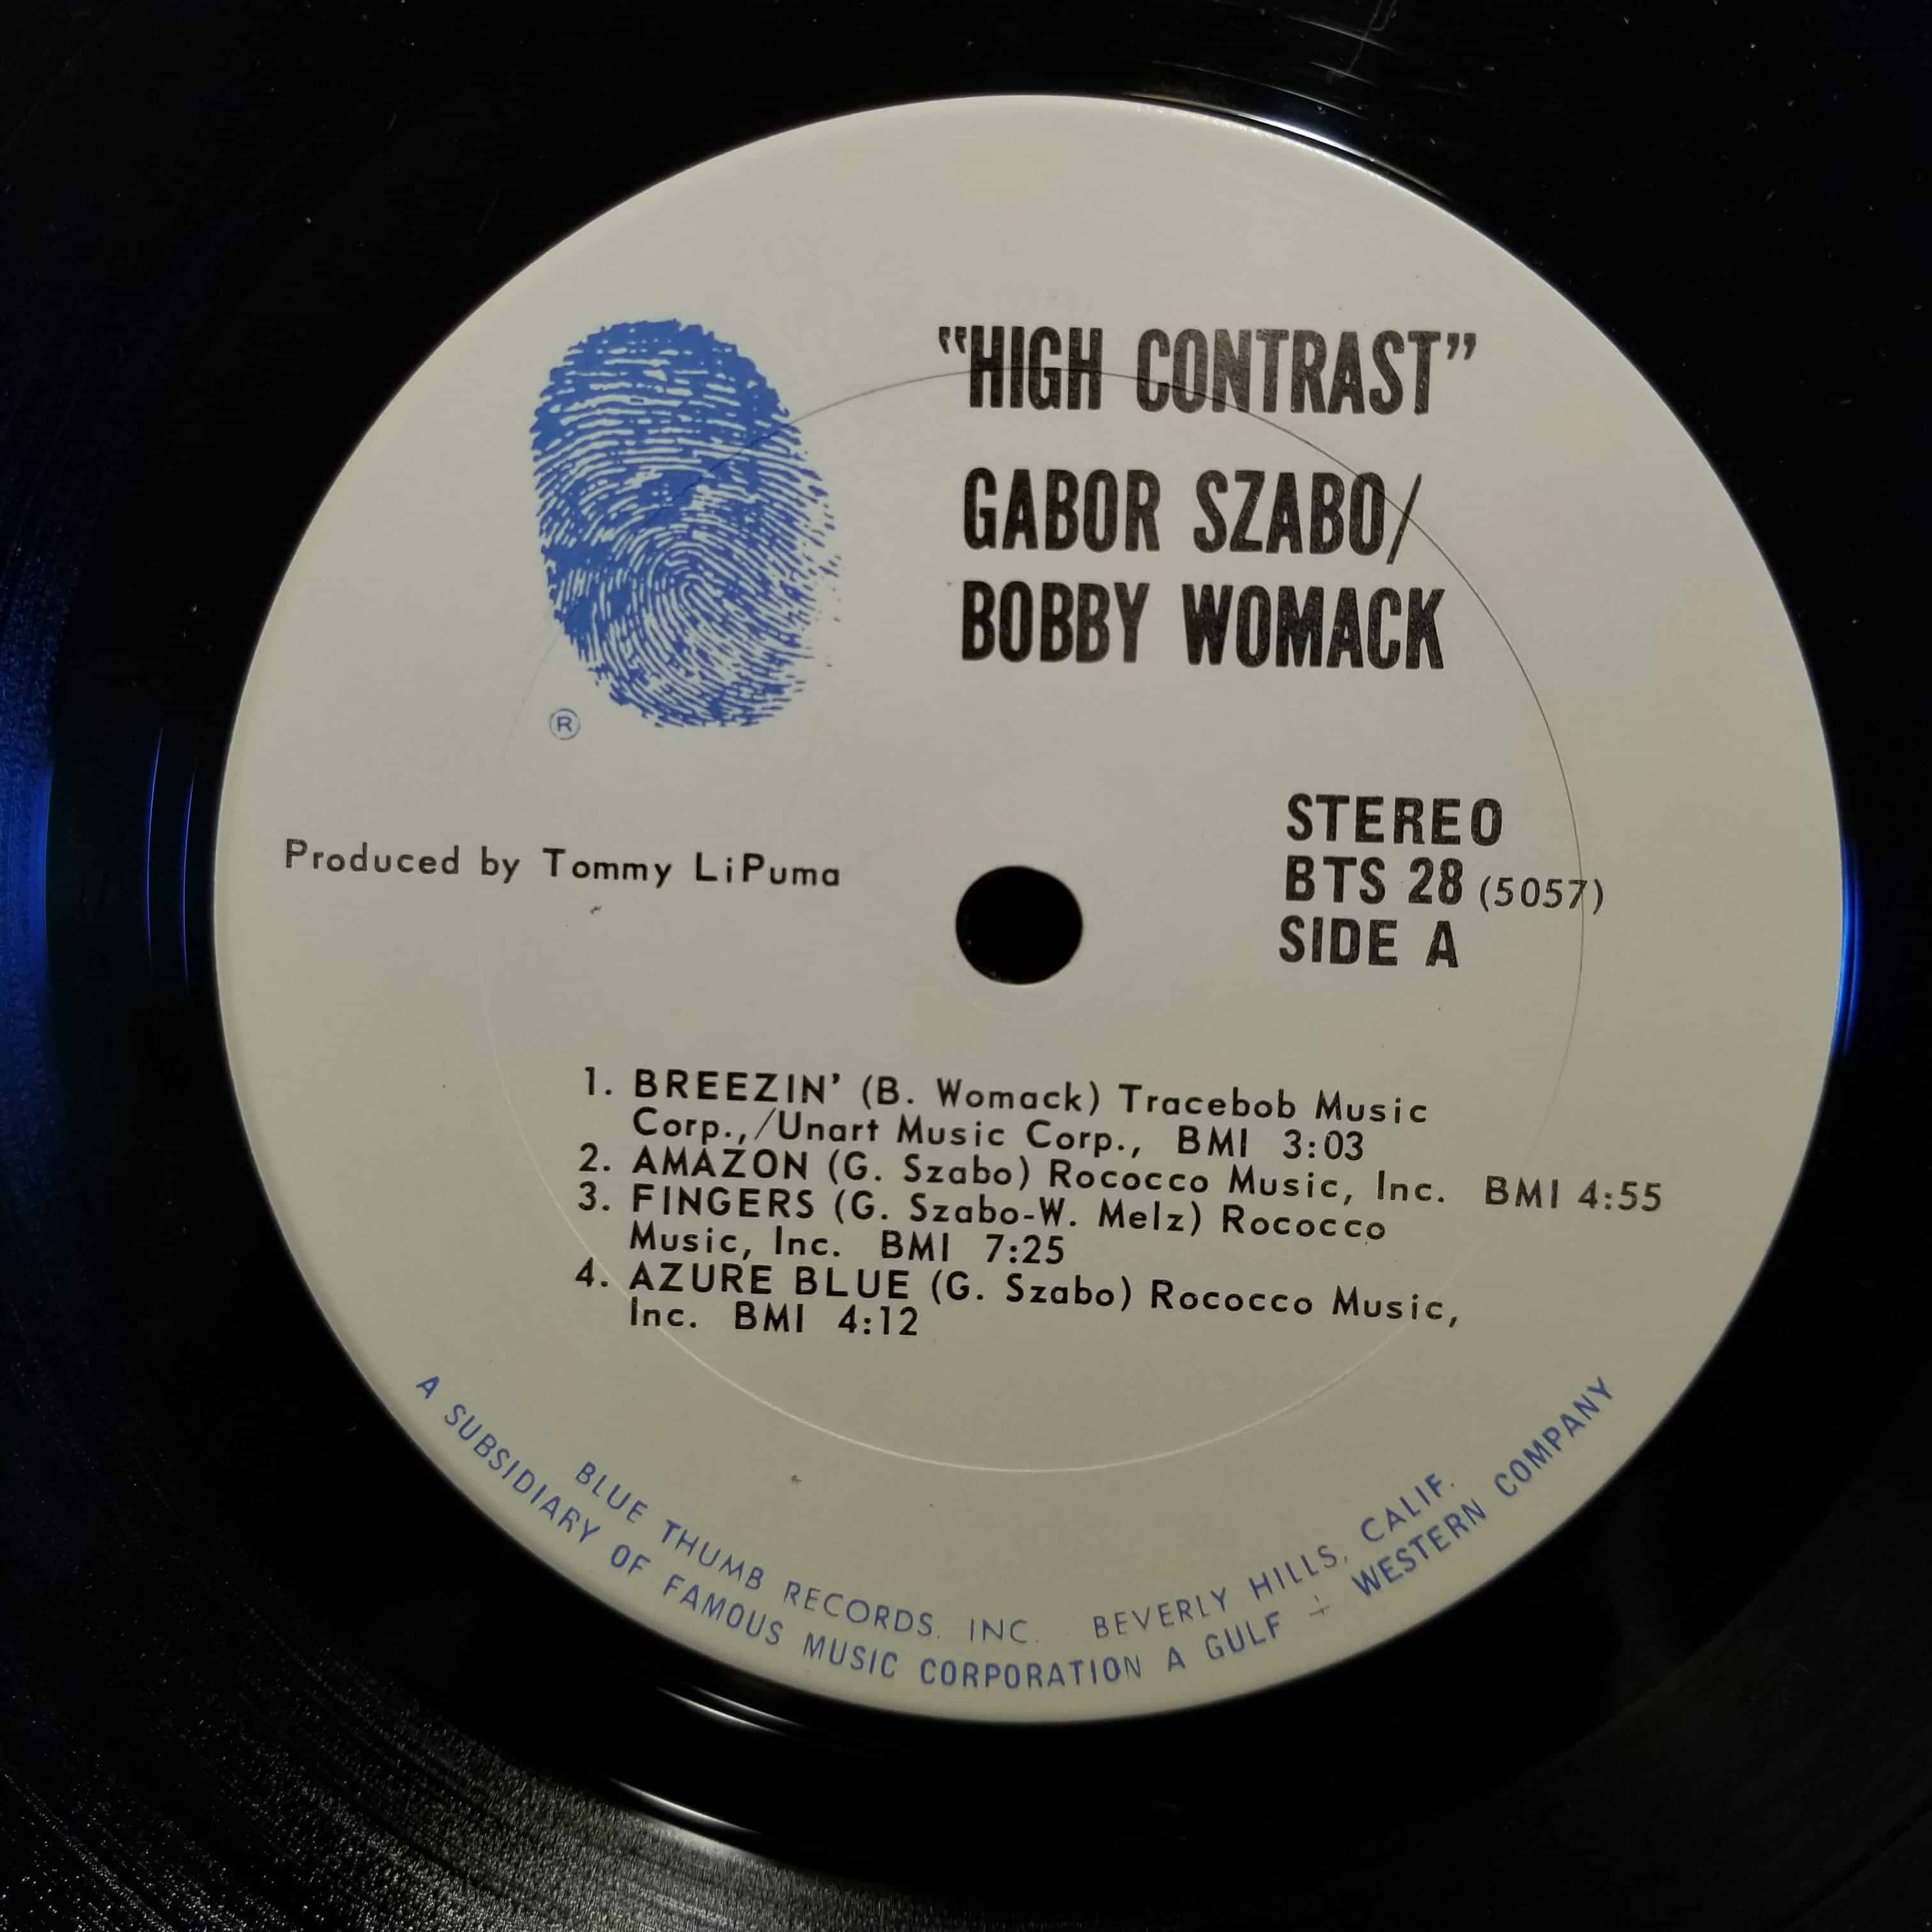 “HIGH CONTRAST”
GABOR SZABO/
BOBBY WOMACK
®
Produced by Tommy LiPuma
STEREO
BTS 28 (5057)
SIDE A
1. BREEZIN’ (B. Womack) Tracebob Music
Corp.,/Unart Music Corp., BMI 3:03
2. AMAZON (G. Szabo) Rococco Music, Inc. BMI 4:55
3. FINGERS (G. Szabo-W. Melz) Rococco
Music, Inc. BMI 7:25
4. AZURE BLUE (G. Szabo) Rococco Music,
Inc. BMI 4:12
BLUE THUMB RECORDS, INC. BEVERLY HILLS, CALIF.
A SUBSIDIARY OF FAMOUS MUSIC CORPORATION A GULF + WESTERN COMPANY